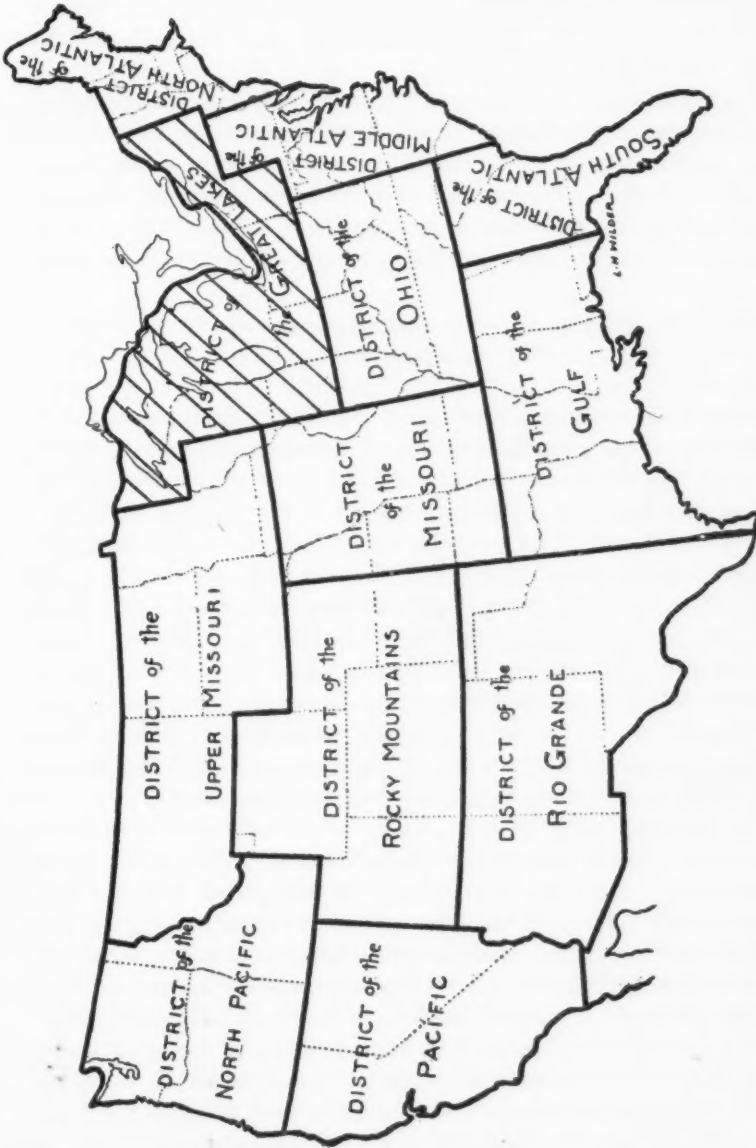 DISTRICT of the
NORTH PACIFIC
DISTRICT of the
PACIFIC
DISTRICT of the
UPPER MISSOURI
DISTRICT of the
ROCKY MOUNTAINS
DISTRICT of the
RIO GRANDE
DISTRICT
of the
MISSOURI
DISTRICT of the
GULF
DISTRICT of
the GREAT LAKES
DISTRICT of the
OHIO
DISTRICT
of the
NORTH ATLANTIC
DISTRICT
of the
MIDDLE ATLANTIC
DISTRICT of the
SOUTH ATLANTIC
L.H WILDER